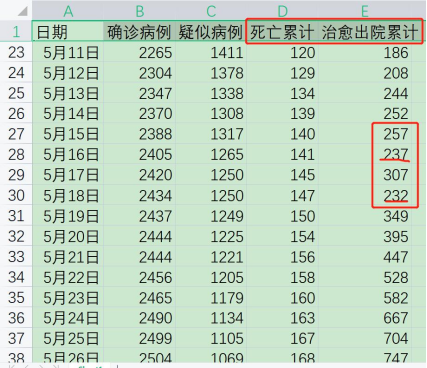 A B C D E
1 日期 确诊病例 疑似病例 死亡累计 治愈出院累计
23 5月11日 2265 1411 120 186
24 5月12日 2304 1378 129 208
25 5月13日 2347 1338 134 244
26 5月14日 2370 1308 139 252
27 5月15日 2388 1317 140 257
28 5月16日 2405 1265 141 237
29 5月17日 2420 1250 145 307
30 5月18日 2434 1250 147 232
31 5月19日 2437 1249 150 349
32 5月20日 2444 1225 154 395
33 5月21日 2444 1221 156 447
34 5月22日 2456 1205 158 528
35 5月23日 2465 1179 160 582
36 5月24日 2490 1134 163 667
37 5月25日 2499 1105 167 704
38 5月26日 2504 1069 168 747